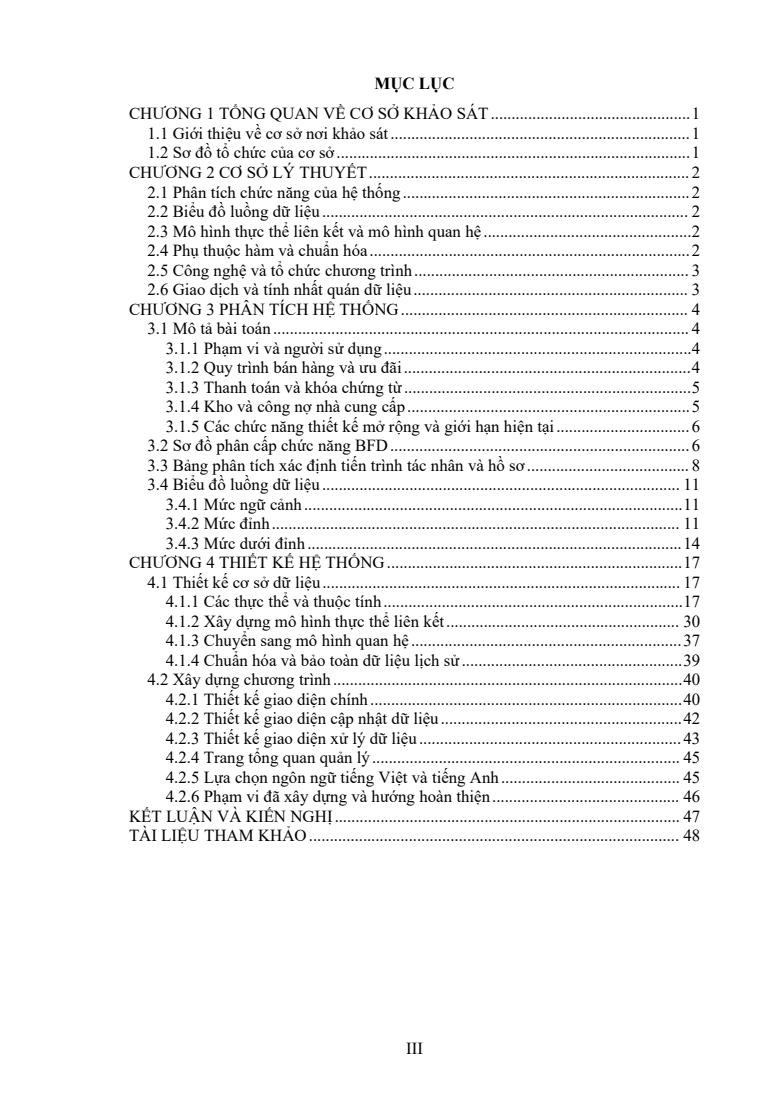 MỤC LỤC
CHƯƠNG 1 TỔNG QUAN VỀ CƠ SỞ KHẢO SÁT 1
1.1 Giới thiệu về cơ sở nơi khảo sát 1
1.2 Sơ đồ tổ chức của cơ sở 1
CHƯƠNG 2 CƠ SỞ LÝ THUYẾT 2
2.1 Phân tích chức năng của hệ thống 2
2.2 Biểu đồ luồng dữ liệu 2
2.3 Mô hình thực thể liên kết và mô hình quan hệ 2
2.4 Phụ thuộc hàm và chuẩn hóa 2
2.5 Công nghệ và tổ chức chương trình 3
2.6 Giao dịch và tính nhất quán dữ liệu 3
CHƯƠNG 3 PHÂN TÍCH HỆ THỐNG 4
3.1 Mô tả bài toán 4
3.1.1 Phạm vi và người sử dụng 4
3.1.2 Quy trình bán hàng và ưu đãi 4
3.1.3 Thanh toán và khóa chứng từ 5
3.1.4 Kho và công nợ nhà cung cấp 5
3.1.5 Các chức năng thiết kế mở rộng và giới hạn hiện tại 6
3.2 Sơ đồ phân cấp chức năng BFD 6
3.3 Bảng phân tích xác định tiến trình tác nhân và hồ sơ 8
3.4 Biểu đồ luồng dữ liệu 11
3.4.1 Mức ngữ cảnh 11
3.4.2 Mức đỉnh 11
3.4.3 Mức dưới đỉnh 14
CHƯƠNG 4 THIẾT KẾ HỆ THỐNG 17
4.1 Thiết kế cơ sở dữ liệu 17
4.1.1 Các thực thể và thuộc tính 17
4.1.2 Xây dựng mô hình thực thể liên kết 30
4.1.3 Chuyển sang mô hình quan hệ 37
4.1.4 Chuẩn hóa và bảo toàn dữ liệu lịch sử 39
4.2 Xây dựng chương trình 40
4.2.1 Thiết kế giao diện chính 40
4.2.2 Thiết kế giao diện cập nhật dữ liệu 42
4.2.3 Thiết kế giao diện xử lý dữ liệu 43
4.2.4 Trang tổng quan quản lý 45
4.2.5 Lựa chọn ngôn ngữ tiếng Việt và tiếng Anh 45
4.2.6 Phạm vi đã xây dựng và hướng hoàn thiện 46
KẾT LUẬN VÀ KIẾN NGHỊ 47
TÀI LIỆU THAM KHẢO 48
III